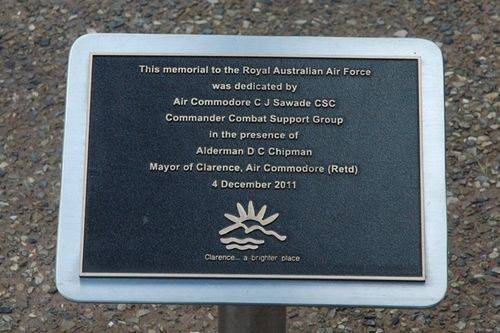 This memorial to the Royal Australian Air Force
was dedicated by
Air Commodore C J Sawade CSC
Commander Combat Support Group
in the presence of
Alderman D C Chipman
Mayor of Clarence, Air Commodore (Retd)
4 December 2011
Clarence... a brighter place